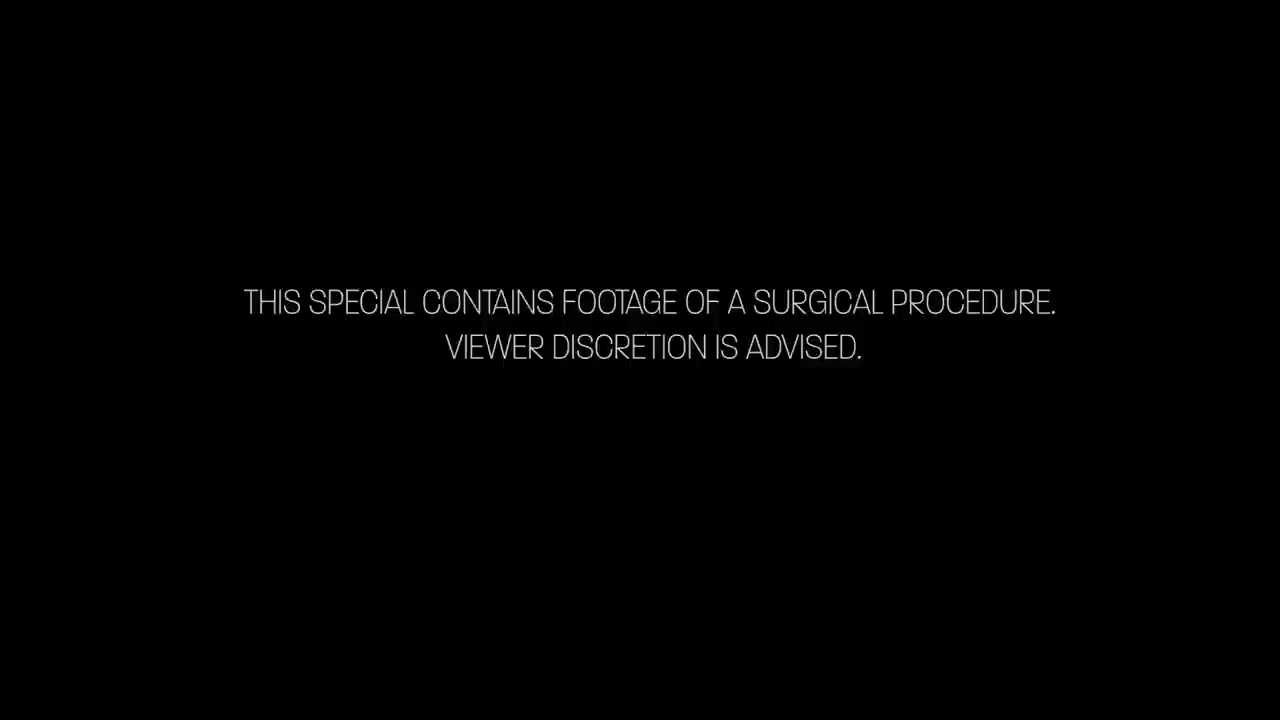 THIS SPECIAL CONTAINS FOOTAGE OF A SURGICAL PROCEDURE.
VIEWER DISCRETION IS ADVISED.